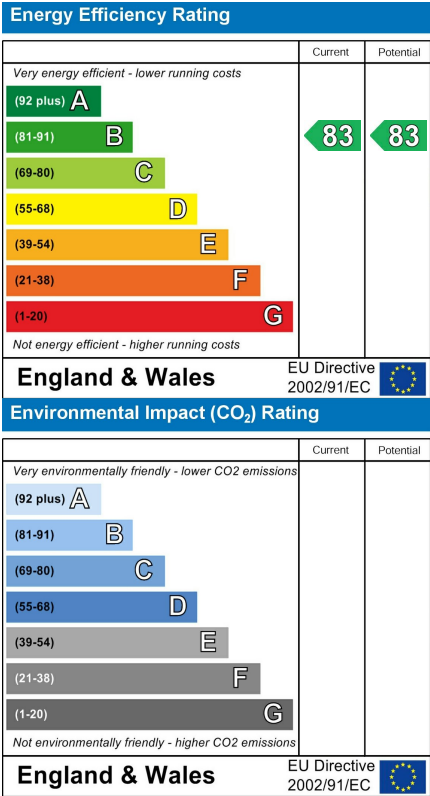 Energy Efficiency Rating
Current Potential
Very energy efficient - lower running costs
(92 plus) A
(81-91) B 83 83
(69-80) C
(55-68) D
(39-54) E
(21-38) F
(1-20) G
Not energy efficient - higher running costs
England & Wales EU Directive
2002/91/EC
Environmental Impact (CO₂) Rating
Current Potential
Very environmentally friendly - lower CO2 emissions
(92 plus) A
(81-91) B
(69-80) C
(55-68) D
(39-54) E
(21-38) F
(1-20) G
Not environmentally friendly - higher CO2 emissions
England & Wales EU Directive
2002/91/EC